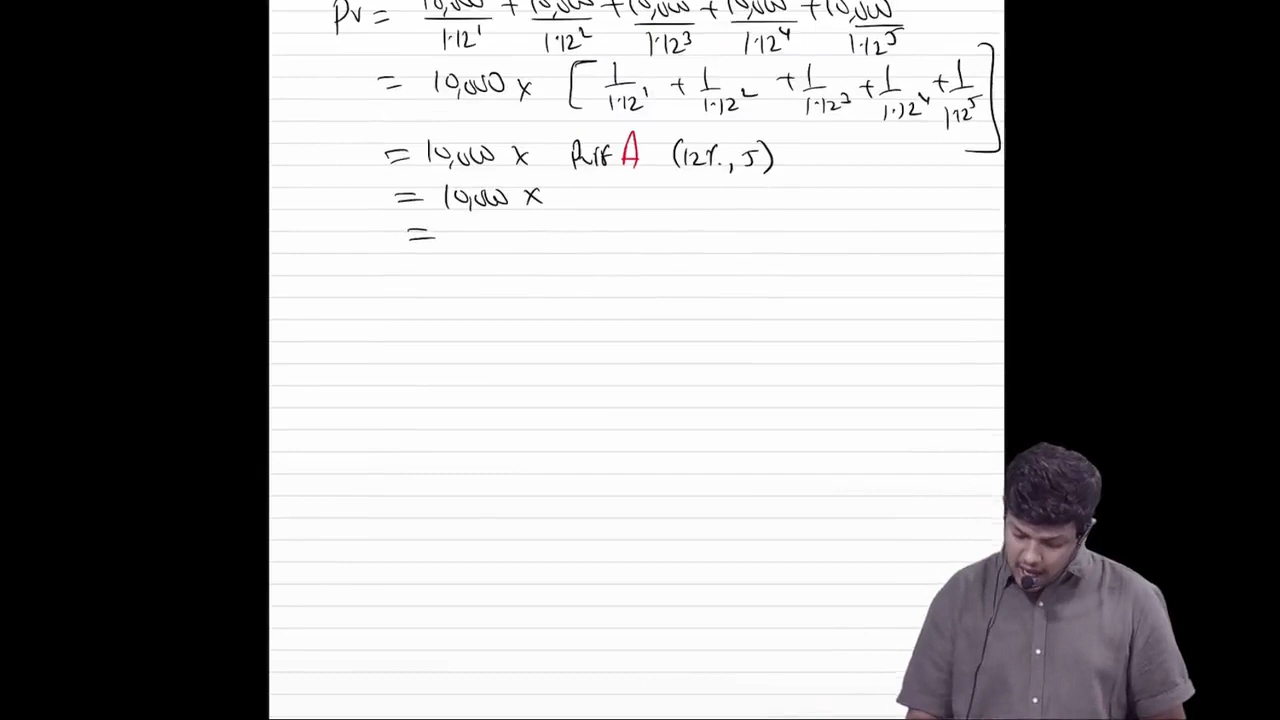 PV = 10,000/1.12¹ + 10,000/1.12² + 10,000/1.12³ + 10,000/1.12⁴ + 10,000/1.12⁵
= 10,000 x [ 1/1.12¹ + 1/1.12² + 1/1.12³ + 1/1.12⁴ + 1/1.12⁵ ]
= 10,000 x PVIF A (12%, 5)
= 10,000 x
=